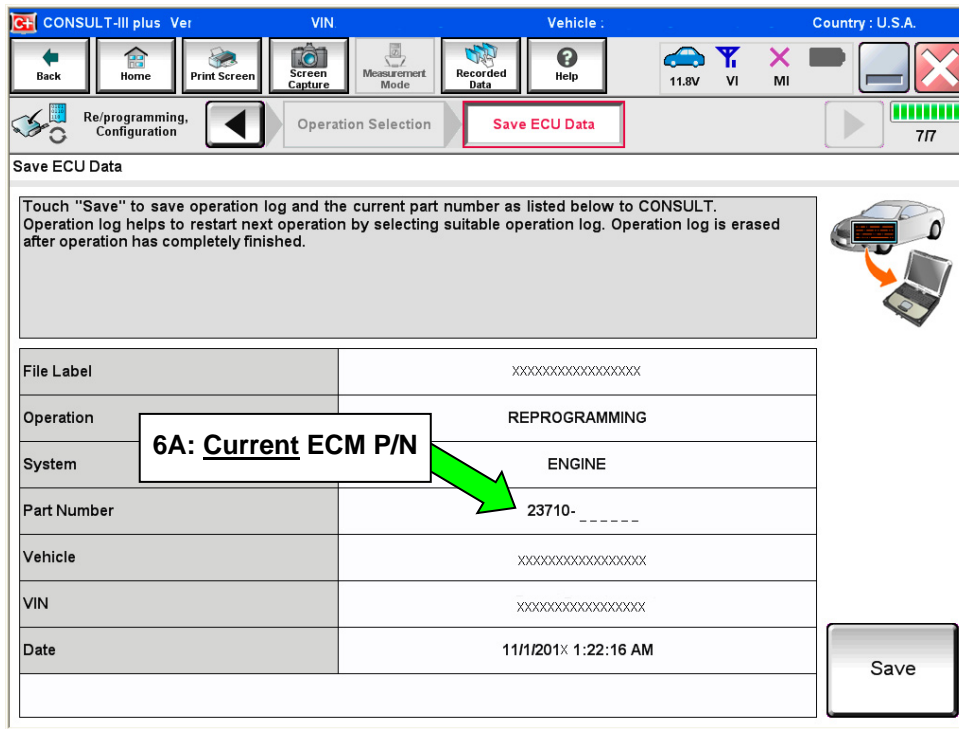 C+ CONSULT-III plus Ver VIN Vehicle : Country : U.S.A.
Back Home Print Screen Screen Capture Measurement Mode Recorded Data Help 11.8V VI MI
Re/programming, Configuration Operation Selection Save ECU Data 7/7
Save ECU Data
Touch "Save" to save operation log and the current part number as listed below to CONSULT.
Operation log helps to restart next operation by selecting suitable operation log. Operation log is erased
after operation has completely finished.
File Label XXXXXXXXXXXXXXXXX
Operation REPROGRAMMING
6A: Current ECM P/N
System ENGINE
Part Number 23710-_ _ _ _ _ _
Vehicle XXXXXXXXXXXXXXXXX
VIN XXXXXXXXXXXXXXXXX
Date 11/1/201X 1:22:16 AM
Save